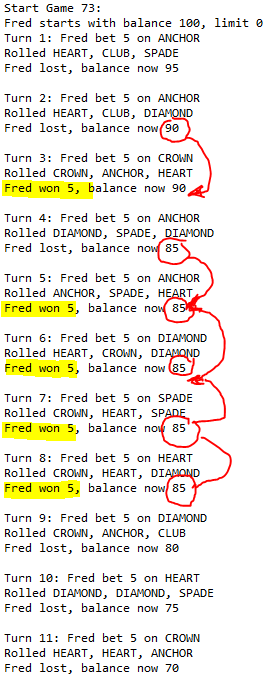 Start Game 73:
Fred starts with balance 100, limit 0
Turn 1: Fred bet 5 on ANCHOR
Rolled HEART, CLUB, SPADE
Fred lost, balance now 95
Turn 2: Fred bet 5 on ANCHOR
Rolled HEART, CLUB, DIAMOND
Fred lost, balance now 90
Turn 3: Fred bet 5 on CROWN
Rolled CROWN, ANCHOR, HEART
Fred won 5, balance now 90
Turn 4: Fred bet 5 on ANCHOR
Rolled DIAMOND, SPADE, DIAMOND
Fred lost, balance now 85
Turn 5: Fred bet 5 on ANCHOR
Rolled ANCHOR, SPADE, HEART
Fred won 5, balance now 85
Turn 6: Fred bet 5 on DIAMOND
Rolled HEART, CROWN, DIAMOND
Fred won 5, balance now 85
Turn 7: Fred bet 5 on SPADE
Rolled CROWN, HEART, SPADE
Fred won 5, balance now 85
Turn 8: Fred bet 5 on HEART
Rolled CROWN, HEART, DIAMOND
Fred won 5, balance now 85
Turn 9: Fred bet 5 on DIAMOND
Rolled CROWN, ANCHOR, CLUB
Fred lost, balance now 80
Turn 10: Fred bet 5 on HEART
Rolled DIAMOND, DIAMOND, SPADE
Fred lost, balance now 75
Turn 11: Fred bet 5 on CROWN
Rolled HEART, HEART, ANCHOR
Fred lost, balance now 70